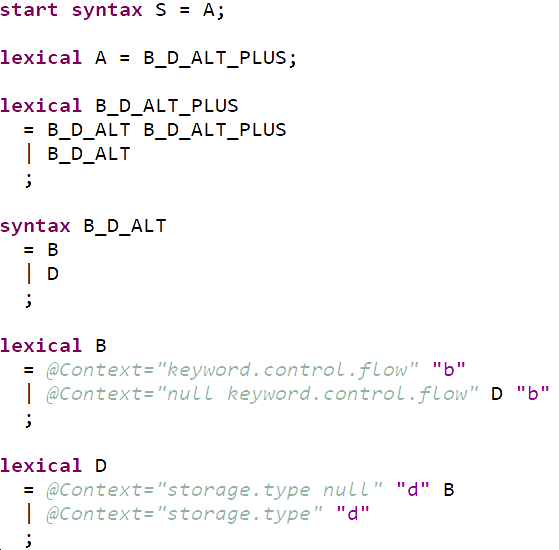 start syntax S = A;
lexical A = B_D_ALT_PLUS;
lexical B_D_ALT_PLUS
= B_D_ALT B_D_ALT_PLUS
| B_D_ALT
;
syntax B_D_ALT
= B
| D
;
lexical B
= @Context="keyword.control.flow" "b"
| @Context="null keyword.control.flow" D "b"
;
lexical D
= @Context="storage.type null" "d" B
| @Context="storage.type" "d"
;